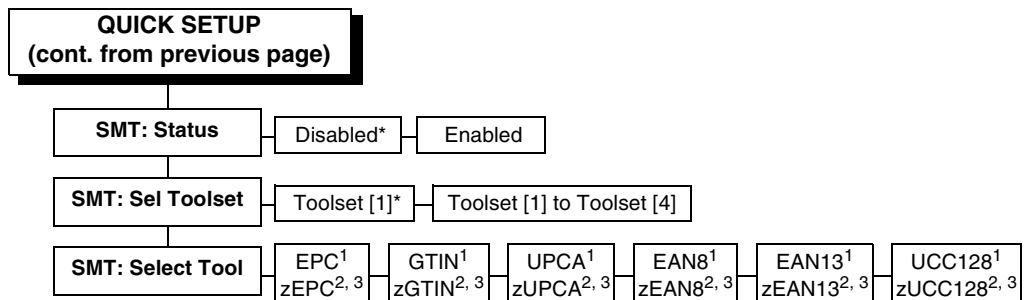 QUICK SETUP
(cont. from previous page)
SMT: Status Disabled* Enabled
SMT: Sel Toolset Toolset [1]* Toolset [1] to Toolset [4]
SMT: Select Tool EPC¹ GTIN¹ UPCA¹ EAN8¹ EAN13¹ UCC128¹
zEPC²,³ zGTIN²,³ zUPCA²,³ zEAN8²,³ zEAN13²,³ zUCC128²,³